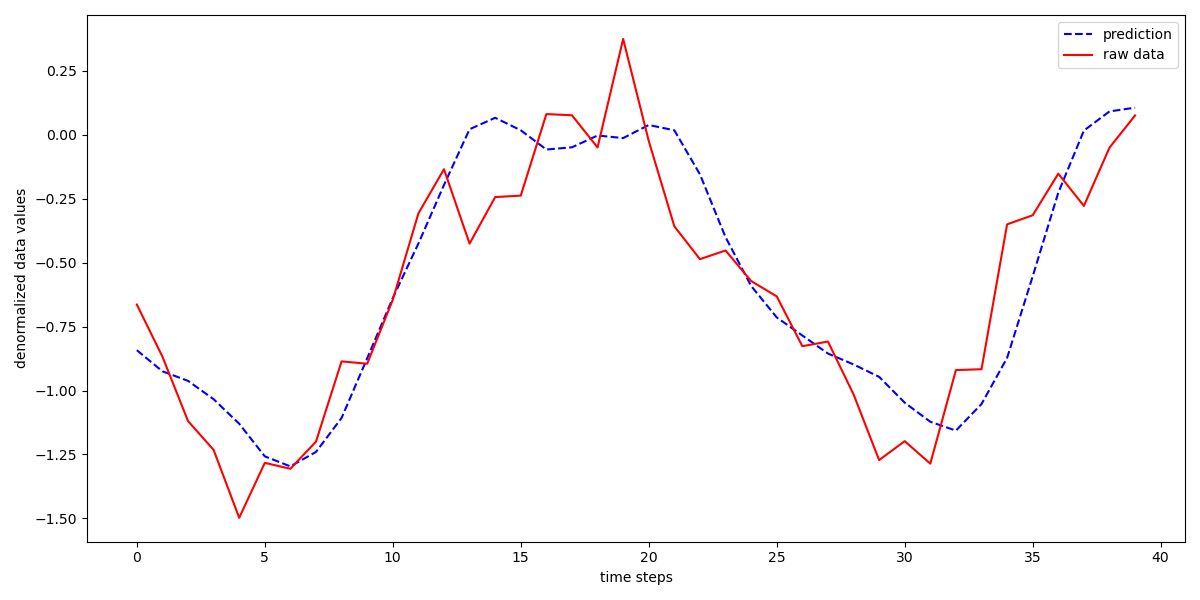 prediction
raw data
denormalized data values
0.25
0.00
−0.25
−0.50
−0.75
−1.00
−1.25
−1.50
0 5 10 15 20 25 30 35 40
time steps